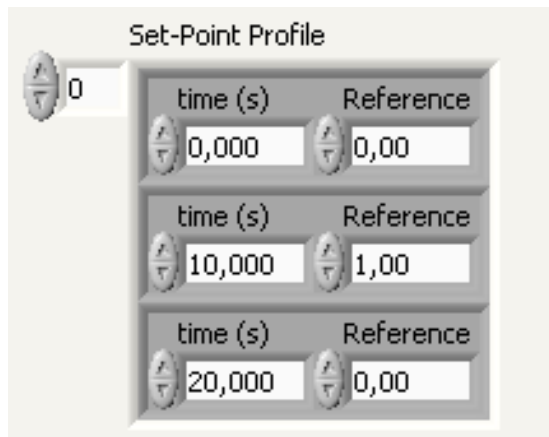 Set-Point Profile
0
time (s) Reference
0,000 0,00
time (s) Reference
10,000 1,00
time (s) Reference
20,000 0,00